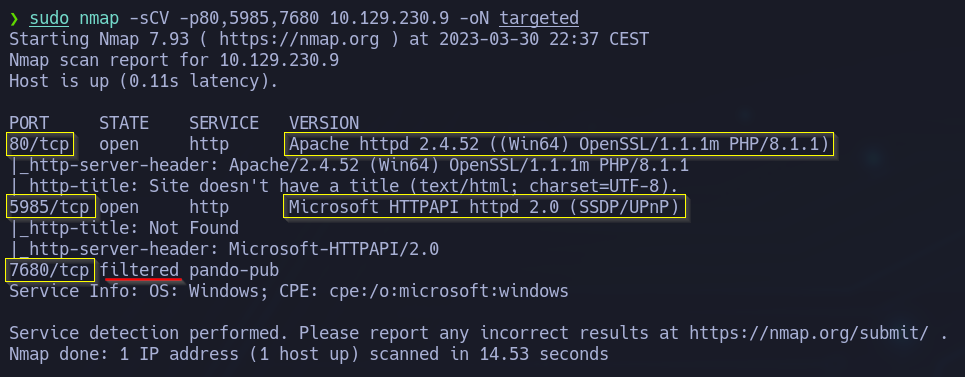 ❯ sudo nmap -sCV -p80,5985,7680 10.129.230.9 -oN targeted
Starting Nmap 7.93 ( https://nmap.org ) at 2023-03-30 22:37 CEST
Nmap scan report for 10.129.230.9
Host is up (0.11s latency).

PORT     STATE    SERVICE   VERSION
80/tcp   open     http      Apache httpd 2.4.52 ((Win64) OpenSSL/1.1.1m PHP/8.1.1)
|_http-server-header: Apache/2.4.52 (Win64) OpenSSL/1.1.1m PHP/8.1.1
|_http-title: Site doesn't have a title (text/html; charset=UTF-8).
5985/tcp open     http      Microsoft HTTPAPI httpd 2.0 (SSDP/UPnP)
|_http-title: Not Found
|_http-server-header: Microsoft-HTTPAPI/2.0
7680/tcp filtered pando-pub
Service Info: OS: Windows; CPE: cpe:/o:microsoft:windows

Service detection performed. Please report any incorrect results at https://nmap.org/submit/ .
Nmap done: 1 IP address (1 host up) scanned in 14.53 seconds